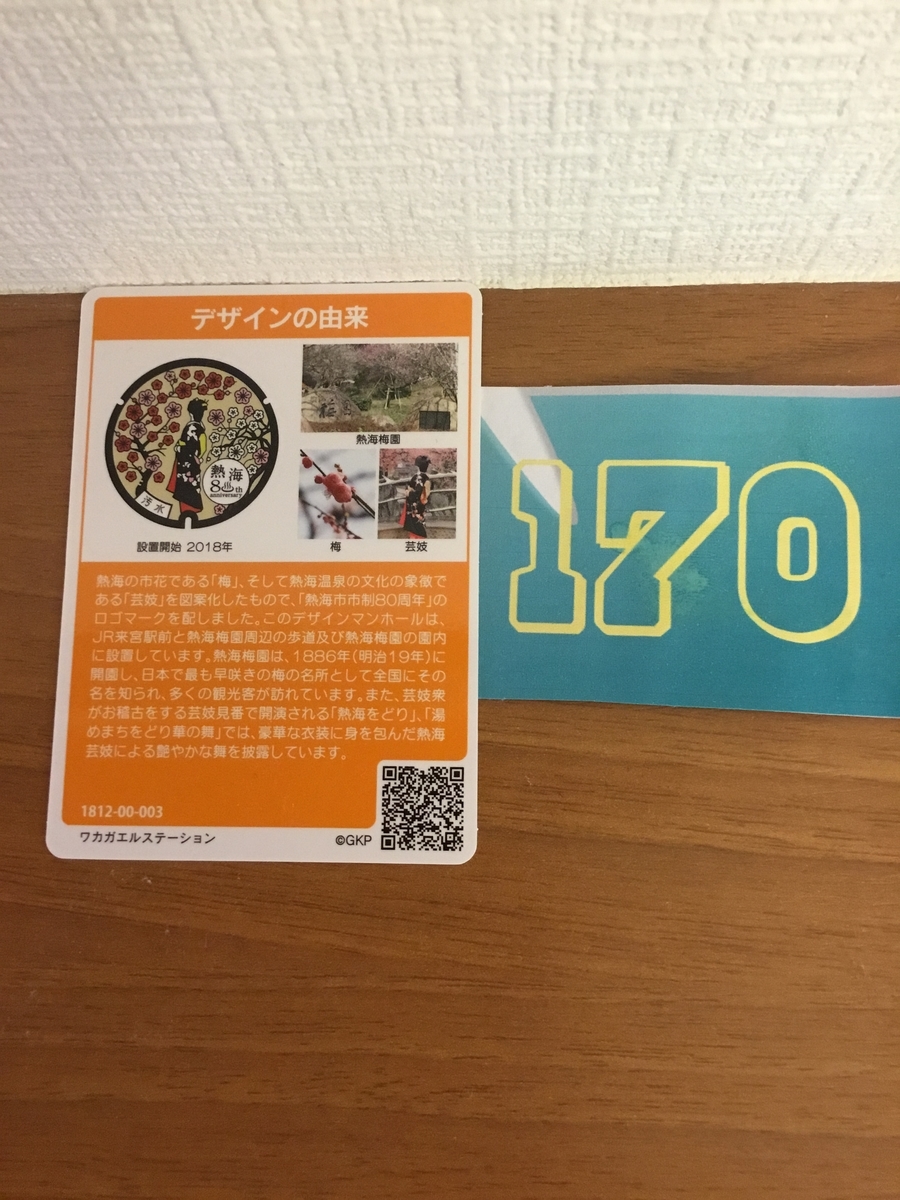 デザインの由来
熱海
8th
anniversary
汚水
設置開始 2018年
梅
熱海梅園
梅
芸妓
熱海の市花である「梅」、そして熱海温泉の文化の象徴で
ある「芸妓」を図案化したもので、「熱海市市制80周年」の
ロゴマークを配しました。このデザインマンホールは、
JR来宮駅前と熱海梅園周辺の歩道及び熱海梅園の園内
に設置しています。熱海梅園は、1886年(明治19年)に
開園し、日本で最も早咲きの梅の名所として全国にその
名を知られ、多くの観光客が訪れています。また、芸妓衆
がお稽古をする芸妓見番で開演される「熱海をどり」、「湯
めまちをどり華の舞」では、豪華な衣装に身を包んだ熱海
芸妓による艶やかな舞を披露しています。
1812-00-003
ワカガエルステーション
©GKP
170